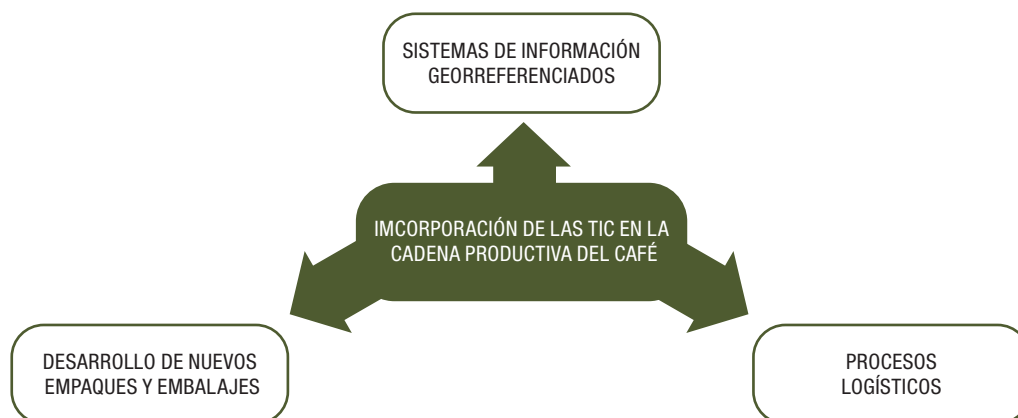 SISTEMAS DE INFORMACIÓN
GEORREFERENCIADOS
IMCORPORACIÓN DE LAS TIC EN LA
CADENA PRODUCTIVA DEL CAFÉ
DESARROLLO DE NUEVOS
EMPAQUES Y EMBALAJES
PROCESOS
LOGÍSTICOS